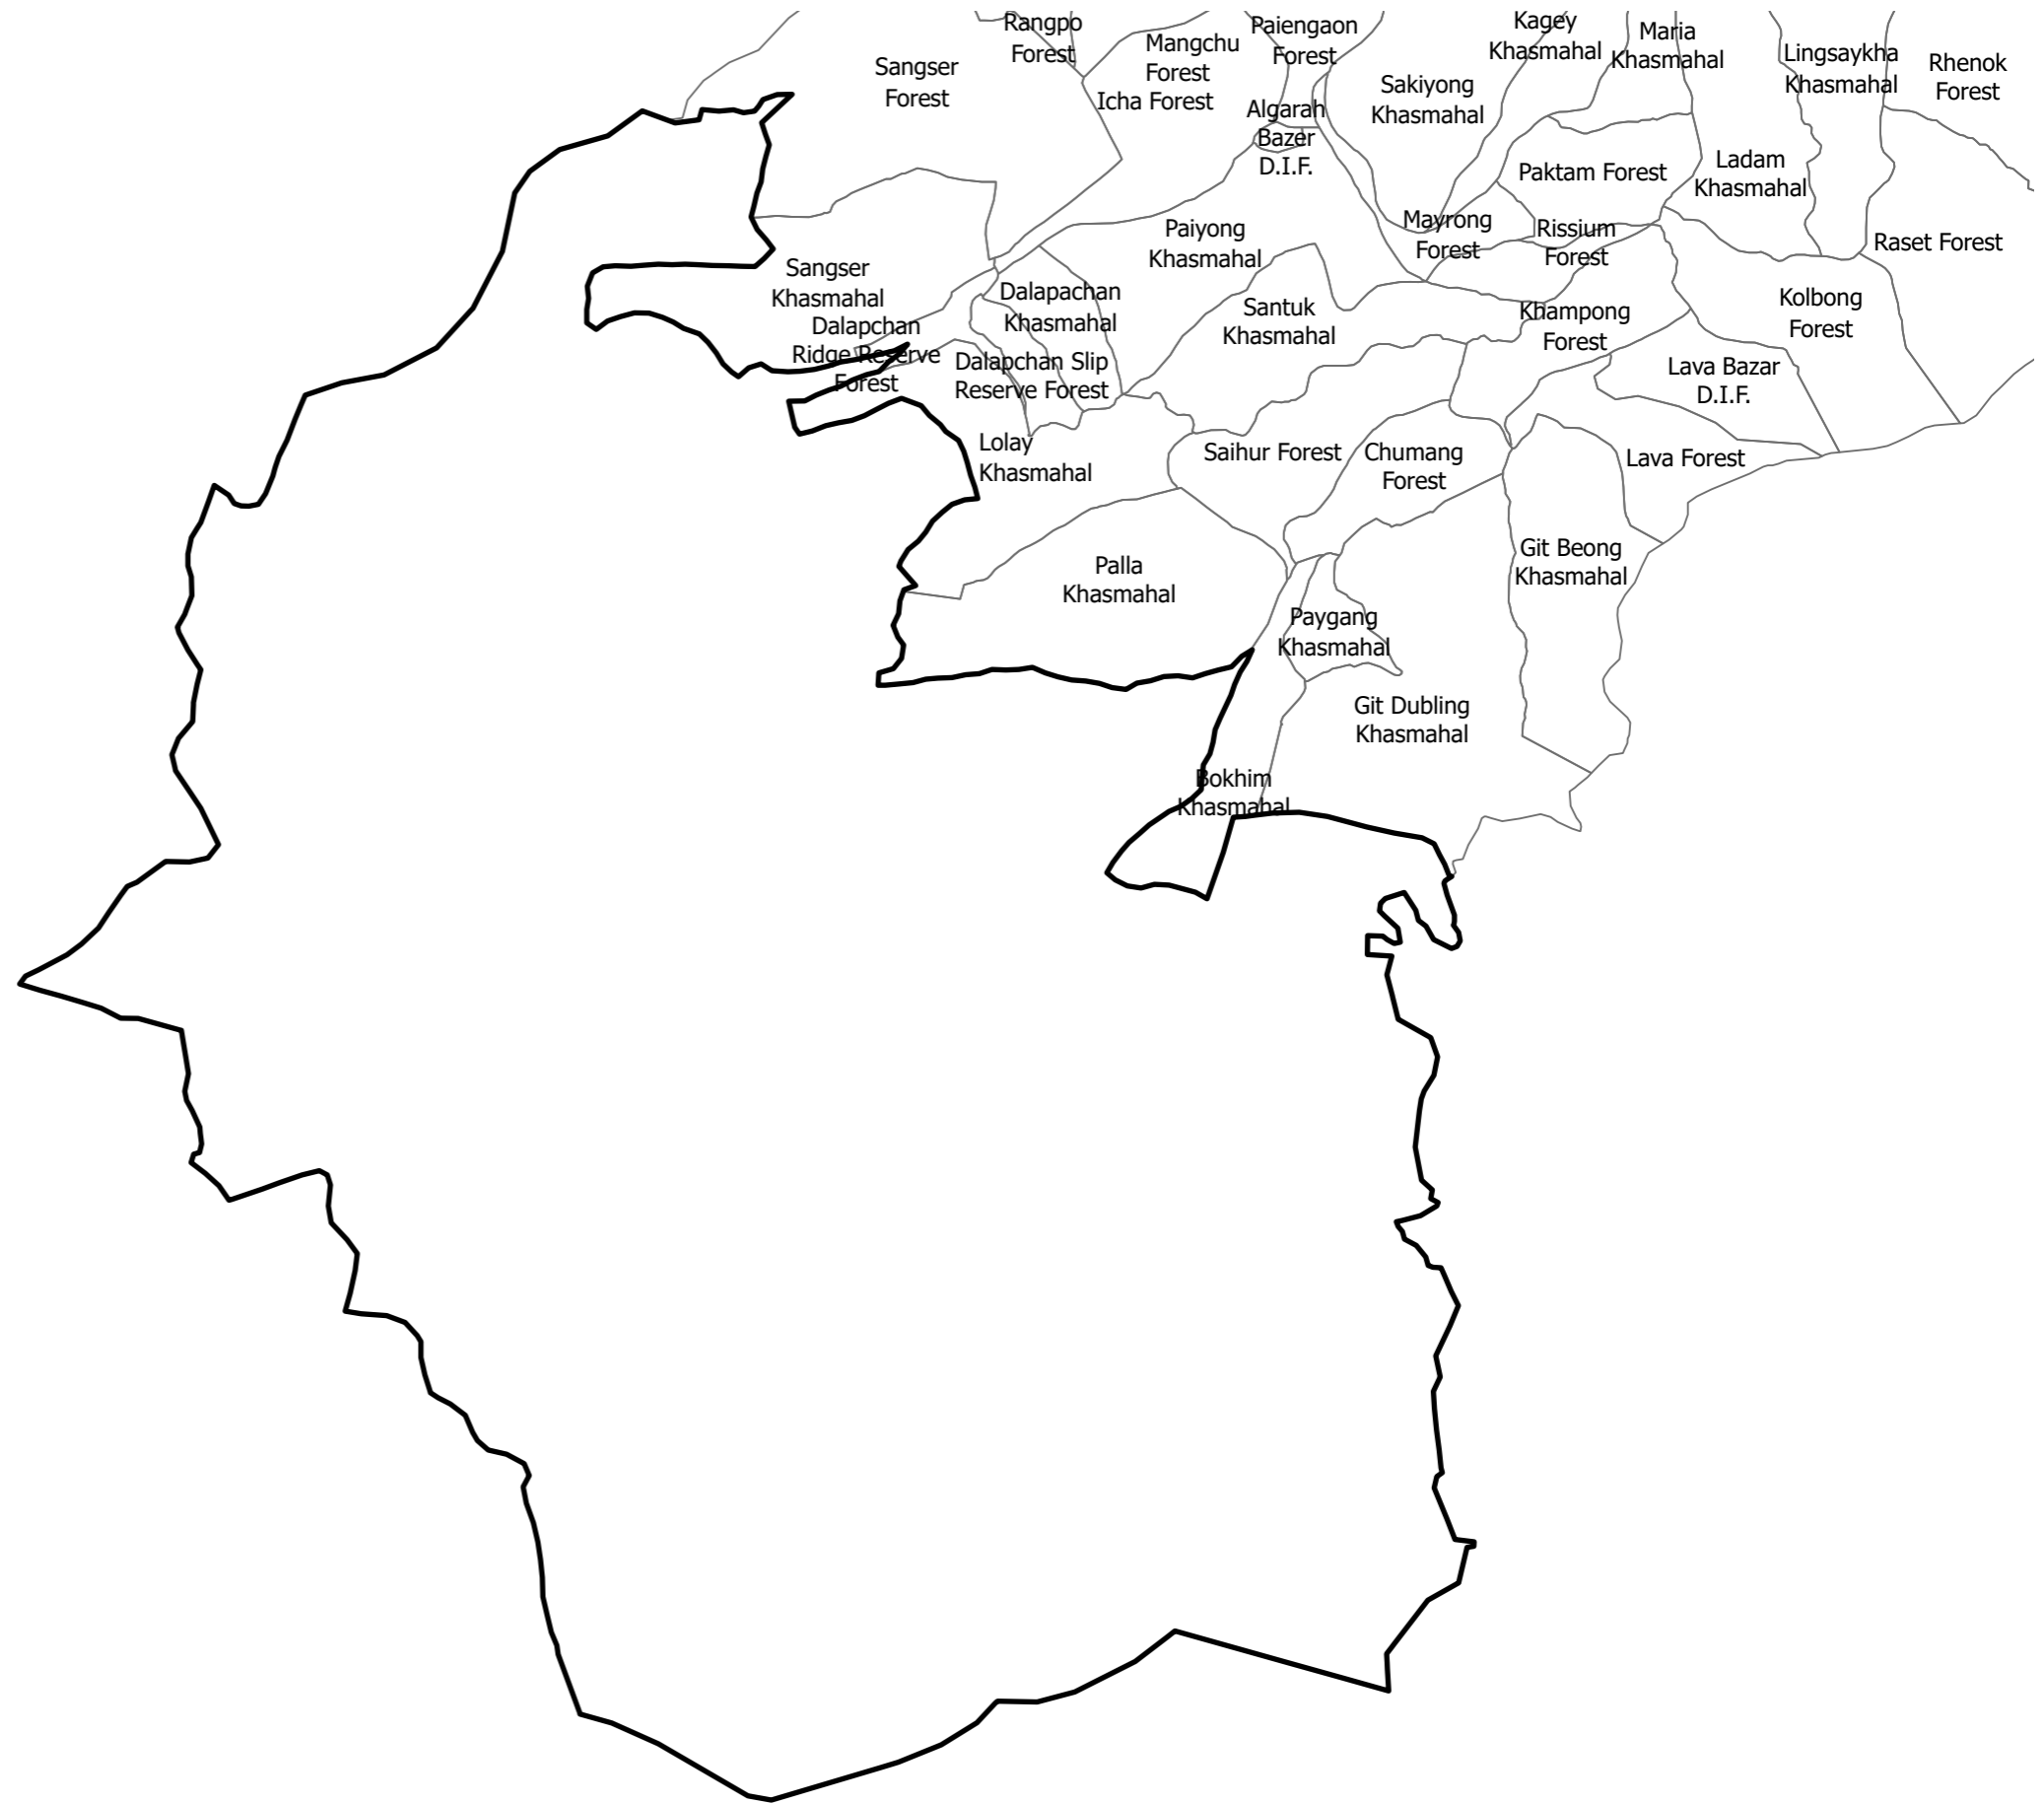 Rangpo
Forest
Sangser
Forest
Mangchu
Forest
Icha Forest
Paiengaon
Forest
Algarah
Bazer
D.I.F.
Sakiyong
Khasmahal
Kagey
Khasmahal
Maria
Khasmahal
Lingsaykha
Khasmahal
Rhenok
Forest
Paktam Forest
Ladam
Khasmahal
Mayrong
Forest
Rissium
Forest
Raset Forest
Paiyong
Khasmahal
Sangser
Khasmahal
Dalapachan
Khasmahal
Santuk
Khasmahal
Khampong
Forest
Kolbong
Forest
Dalapchan
Ridge Reserve
Forest
Dalapchan Slip
Reserve Forest
Lava Bazar
D.I.F.
Lolay
Khasmahal
Saihur Forest
Chumang
Forest
Lava Forest
Git Beong
Khasmahal
Palla
Khasmahal
Paygang
Khasmahal
Git Dubling
Khasmahal
Bokhim
Khasmahal